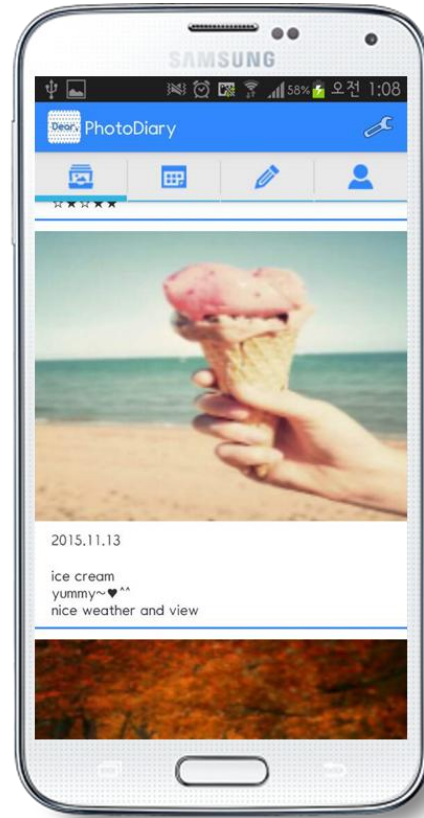 SAMSUNG
58% 오전 1:08
Dear. PhotoDiary
☆★☆★★
2015.11.13
ice cream
yummy~♥^^
nice weather and view